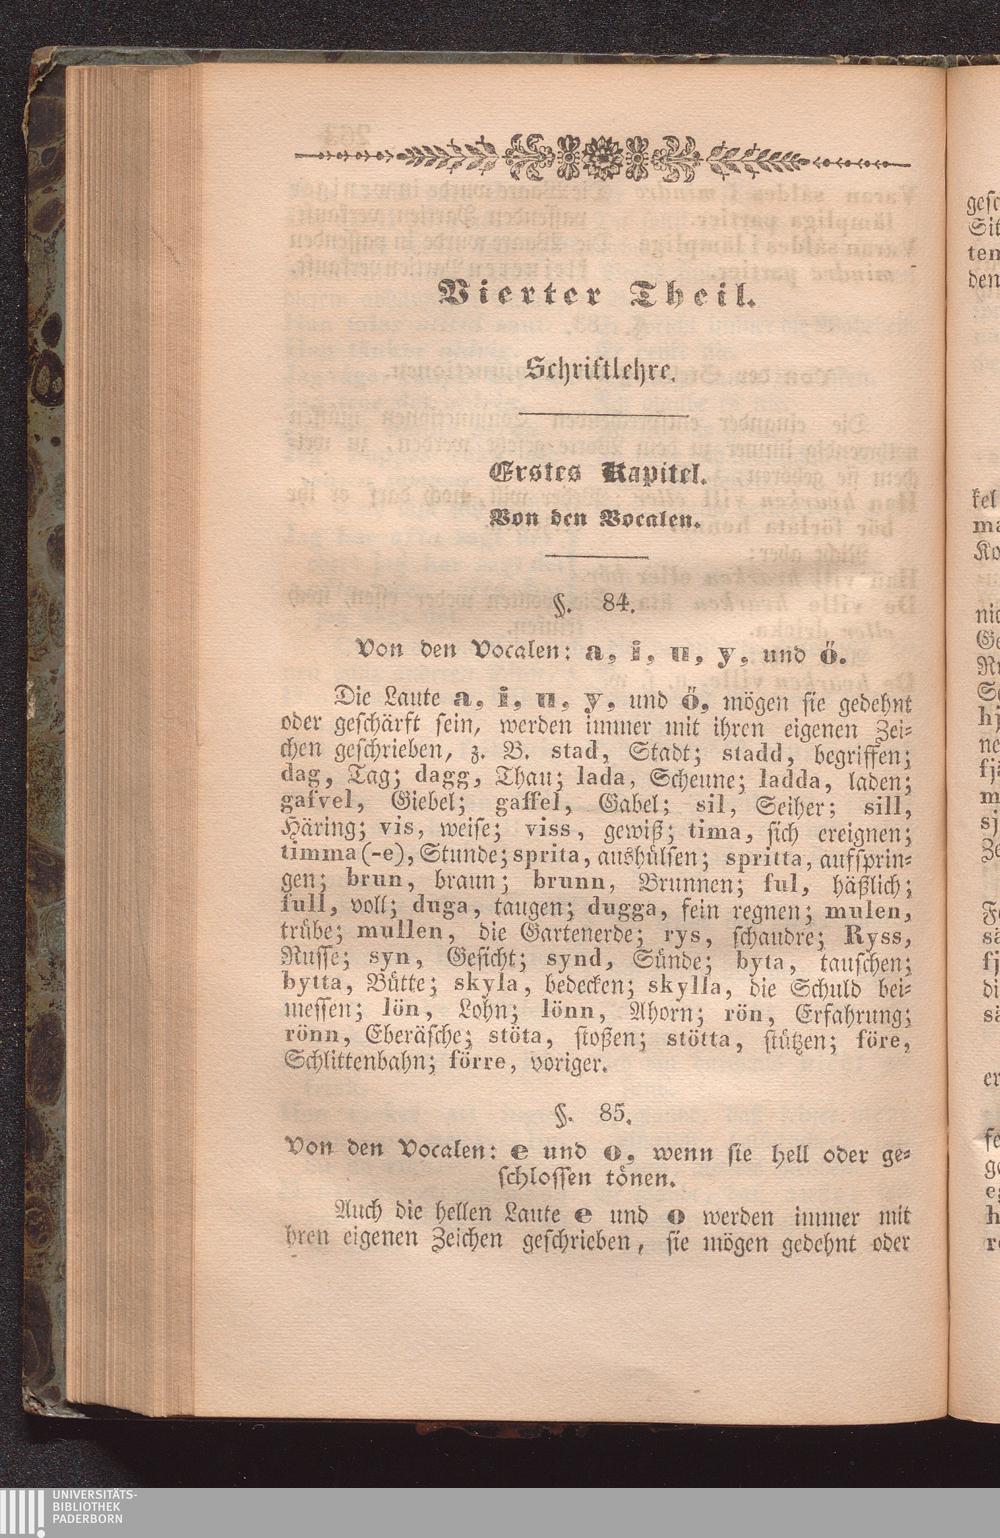 Vierter Theil.
Schriftlehre.
Erstes Kapitel.
Von den Vocalen.
§. 84.
Von den Vocalen: a, i, u, y, und ö.
Die Laute a, i, u, y, und ö, mögen sie gedehnt
oder geschärft sein, werden immer mit ihren eigenen Zei⸗
chen geschrieben, z. B. stad, Stadt; stadd, begriffen;
dag, Tag; dagg, Thau; lada, Scheune; ladda, laden;
gafvel, Giebel; gaffel, Gabel; sil, Seiher; sill,
Häring; vis, weise; viss, gewiß; tima, sich ereignen;
timma (-e), Stunde; sprita, aushülsen; spritta, aufsprin⸗
gen; brun, braun; brunn, Brunnen; ful, häßlich;
full, voll; duga, taugen; dugga, fein regnen; mulen,
trübe; mullen, die Gartenerde; rys, schaudre; Ryss,
Russe; syn, Gesicht; synd, Sünde; byta, tauschen;
bytta, Bütte; skyla, bedecken; skylla, die Schuld bei⸗
messen; lön, Lohn; lönn, Ahorn; rön, Erfahrung;
rönn, Eberäsche; stöta, stoßen; stötta, stützen; före,
Schlittenbahn; förre, voriger.
§. 85.
Von den Vocalen: e und o, wenn sie hell oder ge⸗
schlossen tönen.
Auch die hellen Laute e und o werden immer mit
hren eigenen Zeichen geschrieben, sie mögen gedehnt oder
UNIVERSITÄTS-
BIBLIOTHEK
PADERBORN